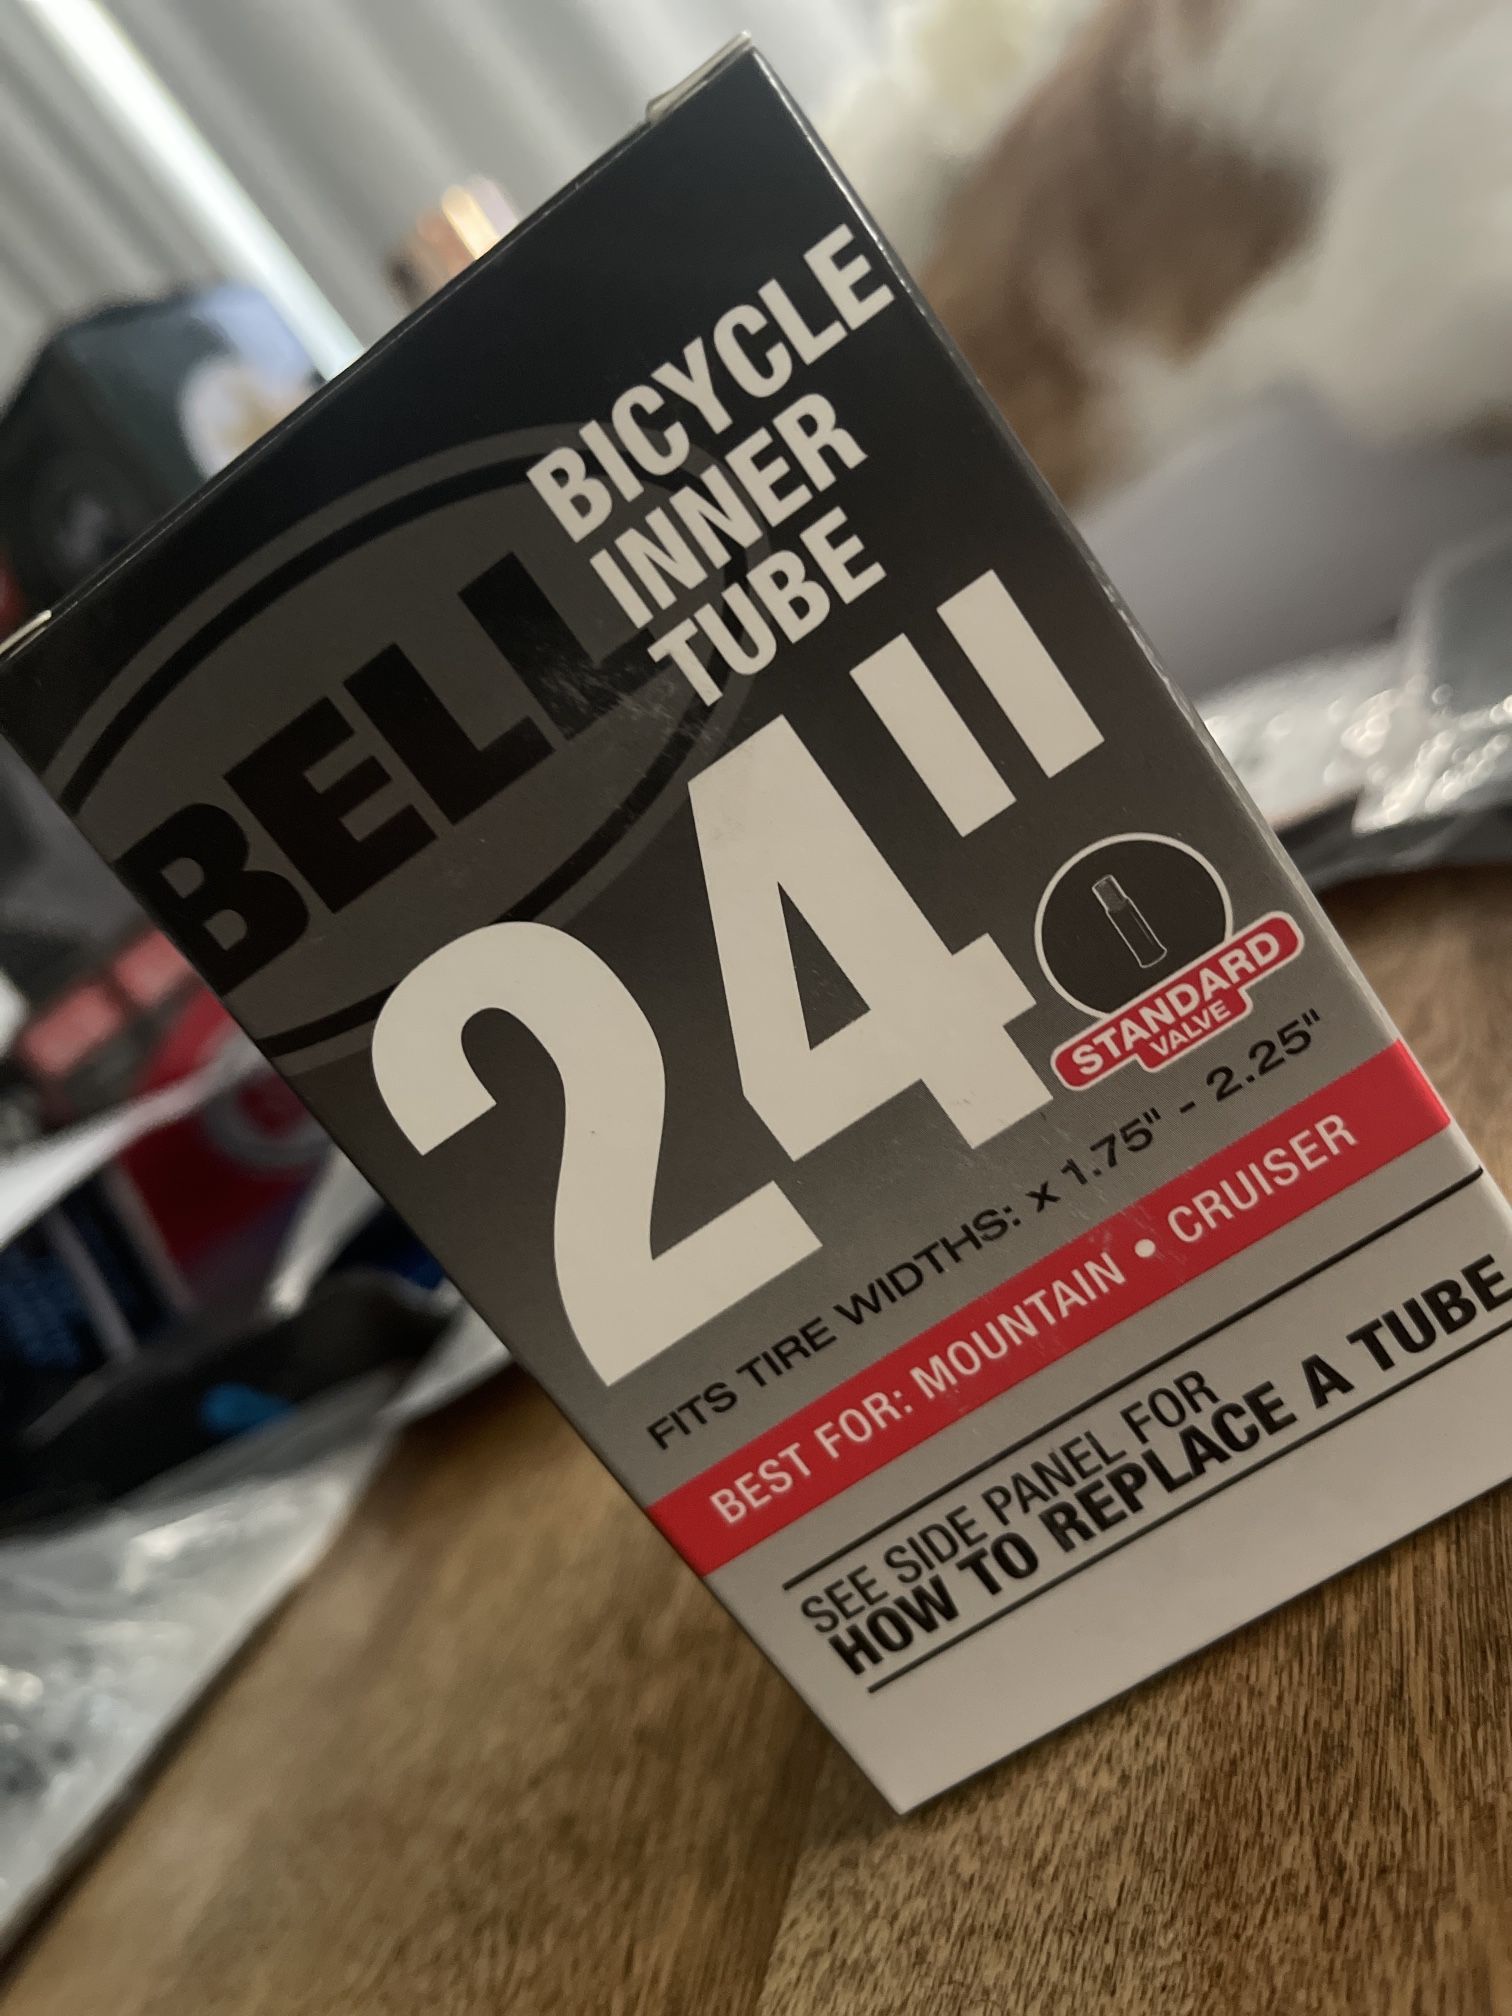 BELL
BICYCLE
INNER
TUBE
24"
STANDARD
VALVE
FITS TIRE WIDTHS: x 1.75" - 2.25"
BEST FOR: MOUNTAIN • CRUISER
SEE SIDE PANEL FOR
HOW TO REPLACE A TUBE